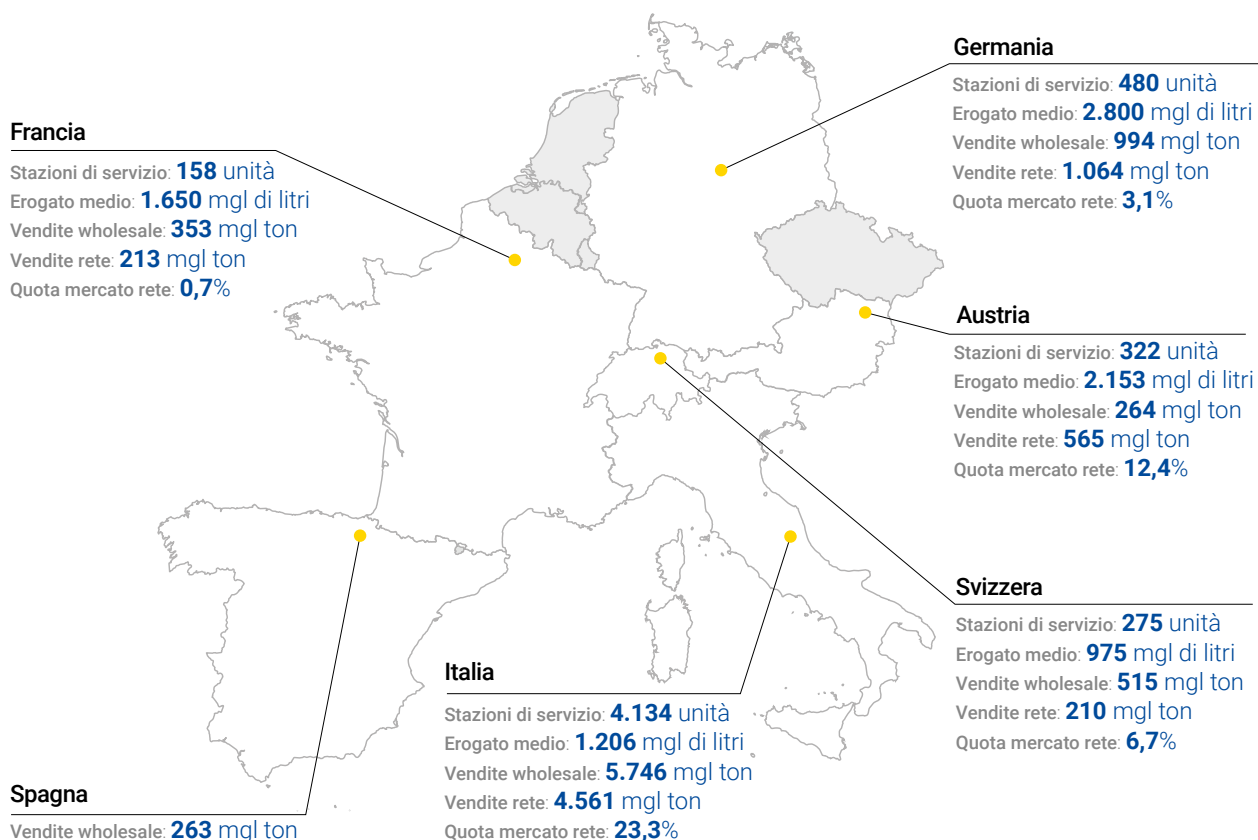 Francia
Stazioni di servizio: 158 unità
Erogato medio: 1.650 mgl di litri
Vendite wholesale: 353 mgl ton
Vendite rete: 213 mgl ton
Quota mercato rete: 0,7%
Germania
Stazioni di servizio: 480 unità
Erogato medio: 2.800 mgl di litri
Vendite wholesale: 994 mgl ton
Vendite rete: 1.064 mgl ton
Quota mercato rete: 3,1%
Austria
Stazioni di servizio: 322 unità
Erogato medio: 2.153 mgl di litri
Vendite wholesale: 264 mgl ton
Vendite rete: 565 mgl ton
Quota mercato rete: 12,4%
Svizzera
Stazioni di servizio: 275 unità
Erogato medio: 975 mgl di litri
Vendite wholesale: 515 mgl ton
Vendite rete: 210 mgl ton
Quota mercato rete: 6,7%
Italia
Stazioni di servizio: 4.134 unità
Erogato medio: 1.206 mgl di litri
Vendite wholesale: 5.746 mgl ton
Vendite rete: 4.561 mgl ton
Quota mercato rete: 23,3%
Spagna
Vendite wholesale: 263 mgl ton